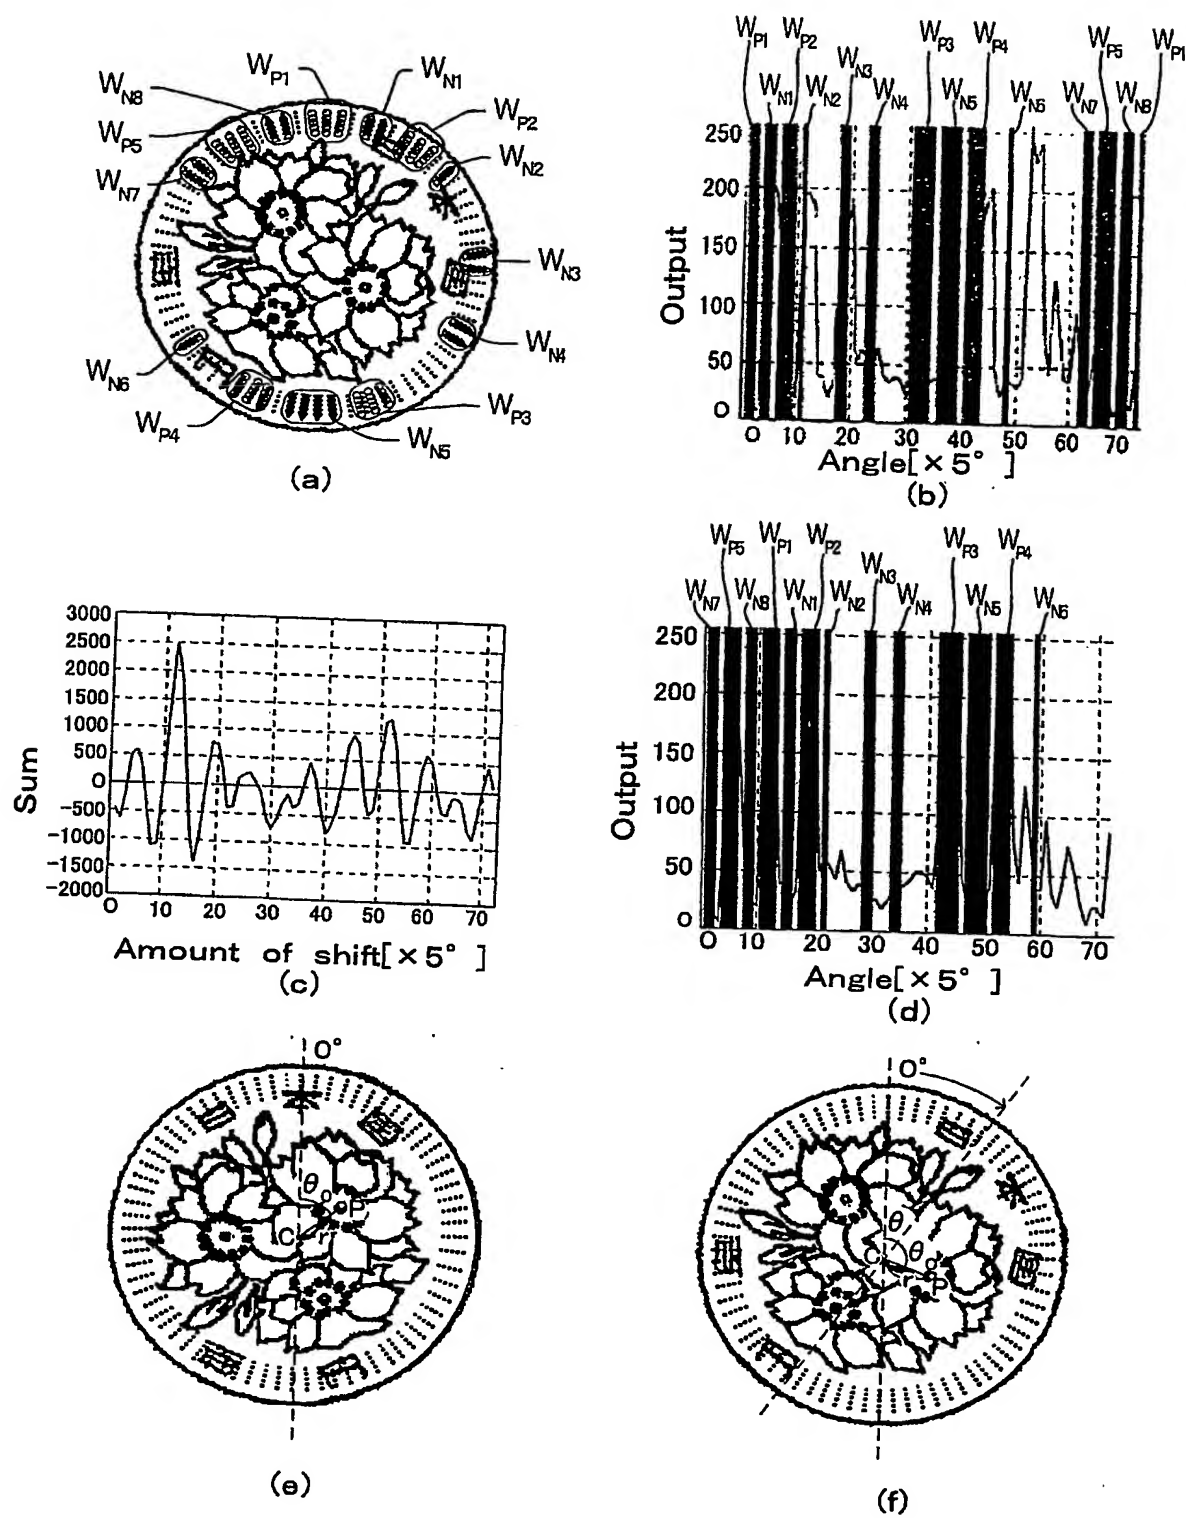 W_P1
W_N1
W_N8
W_P2
W_P5
W_N2
W_N7
W_N3
W_N4
W_N6
W_P3
W_P4
W_N5
(a)
W_P1 W_P2 W_P3 W_P4 W_P5 W_P1
W_N1 W_N2 W_N3 W_N4 W_N5 W_N6 W_N7 W_N8
250
200
150
100
50
0
Output
0 10 20 30 40 50 60 70
Angle[×5° ]
(b)
3000
2500
2000
1500
1000
500
0
-500
-1000
-1500
-2000
Sum
0 10 20 30 40 50 60 70
Amount of shift[×5° ]
(c)
W_P5 W_P1 W_P2 W_P3 W_P4
W_N7 W_N8 W_N1 W_N2 W_N3 W_N4 W_N5 W_N6
250
200
150
100
50
0
Output
0 10 20 30 40 50 60 70
Angle[×5° ]
(d)
0°
θ_0
P
C
r
(e)
0°
θ
θ_0
C
r
P
(f)